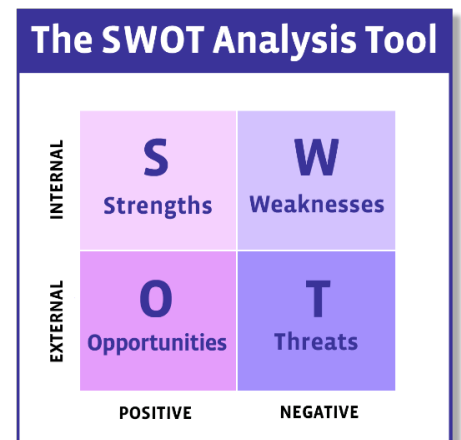 The SWOT Analysis Tool
INTERNAL
S
Strengths
W
Weaknesses
EXTERNAL
O
Opportunities
T
Threats
POSITIVE
NEGATIVE